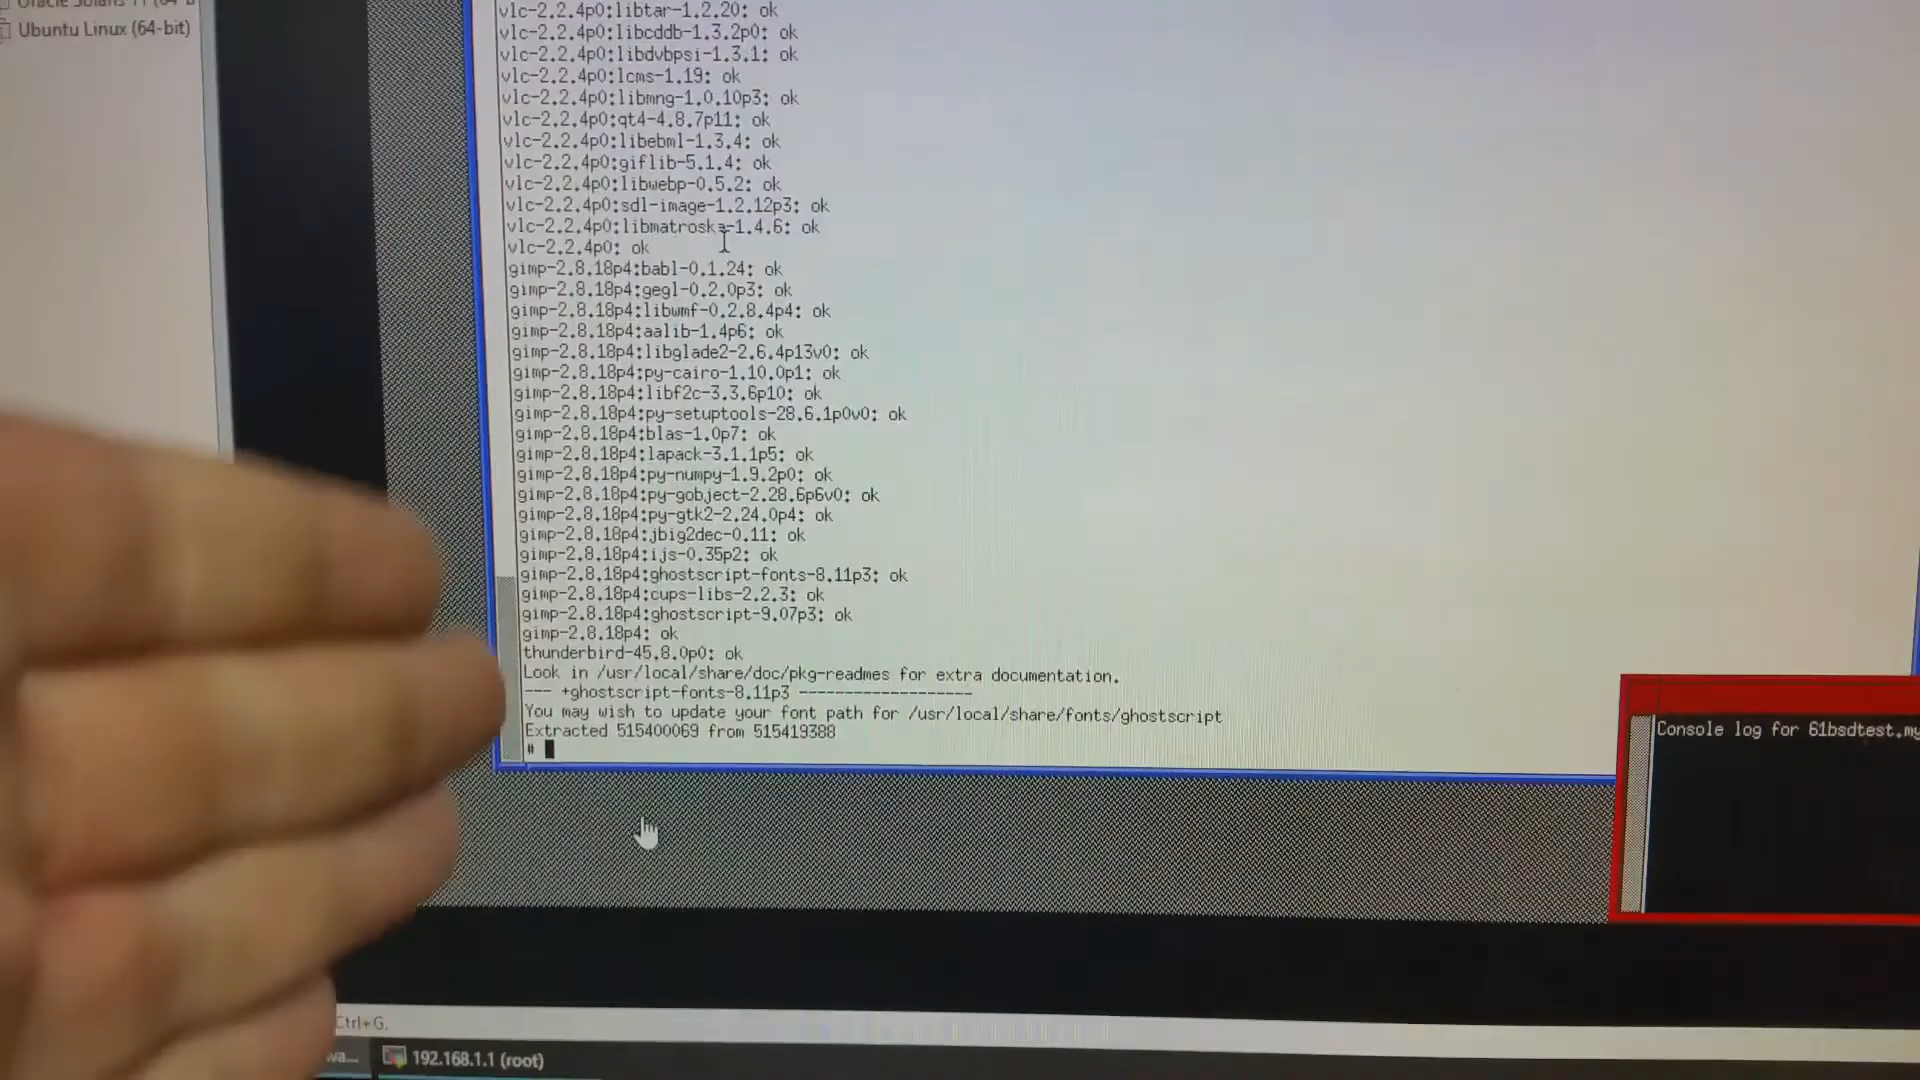 Oracle Solaris 11 (64-b
Ubuntu Linux (64-bit)
vlc-2.2.4p0:libtar-1.2.20: ok
vlc-2.2.4p0:libcddb-1.3.2p0: ok
vlc-2.2.4p0:libdvbpsi-1.3.1: ok
vlc-2.2.4p0:lcms-1.19: ok
vlc-2.2.4p0:libmng-1.0.10p3: ok
vlc-2.2.4p0:qt4-4.8.7p11: ok
vlc-2.2.4p0:libebml-1.3.4: ok
vlc-2.2.4p0:giflib-5.1.4: ok
vlc-2.2.4p0:libwebp-0.5.2: ok
vlc-2.2.4p0:sdl-image-1.2.12p3: ok
vlc-2.2.4p0:libmatroska-1.4.6: ok
vlc-2.2.4p0: ok
gimp-2.8.18p4:babl-0.1.24: ok
gimp-2.8.18p4:gegl-0.2.0p3: ok
gimp-2.8.18p4:libwmf-0.2.8.4p4: ok
gimp-2.8.18p4:aalib-1.4p6: ok
gimp-2.8.18p4:libglade2-2.6.4p13v0: ok
gimp-2.8.18p4:py-cairo-1.10.0p1: ok
gimp-2.8.18p4:libf2c-3.3.6p10: ok
gimp-2.8.18p4:py-setuptools-28.6.1p0v0: ok
gimp-2.8.18p4:blas-1.0p7: ok
gimp-2.8.18p4:lapack-3.1.1p5: ok
gimp-2.8.18p4:py-numpy-1.9.2p0: ok
gimp-2.8.18p4:py-gobject-2.28.6p6v0: ok
gimp-2.8.18p4:py-gtk2-2.24.0p4: ok
gimp-2.8.18p4:jbig2dec-0.11: ok
gimp-2.8.18p4:ijs-0.35p2: ok
gimp-2.8.18p4:ghostscript-fonts-8.11p3: ok
gimp-2.8.18p4:cups-libs-2.2.3: ok
gimp-2.8.18p4:ghostscript-9.07p3: ok
gimp-2.8.18p4: ok
thunderbird-45.8.0p0: ok
Look in /usr/local/share/doc/pkg-readmes for extra documentation.
--- +ghostscript-fonts-8.11p3 -------------------
You may wish to update your font path for /usr/local/share/fonts/ghostscript
Extracted 515400069 from 515419388
#
Console log for 61bsdtest.my
Ctrl+G.
va...
192.168.1.1 (root)